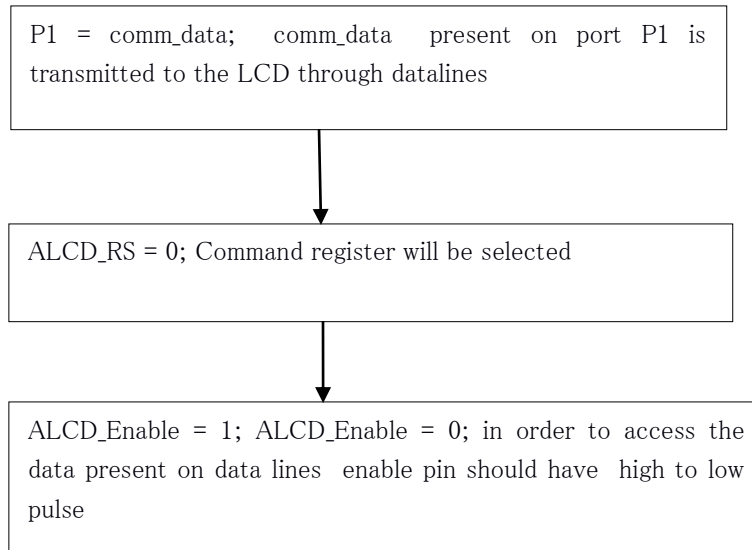 P1 = comm_data; comm_data present on port P1 is
transmitted to the LCD through datalines
ALCD_RS = 0; Command register will be selected
ALCD_Enable = 1; ALCD_Enable = 0; in order to access the
data present on data lines enable pin should have high to low
pulse